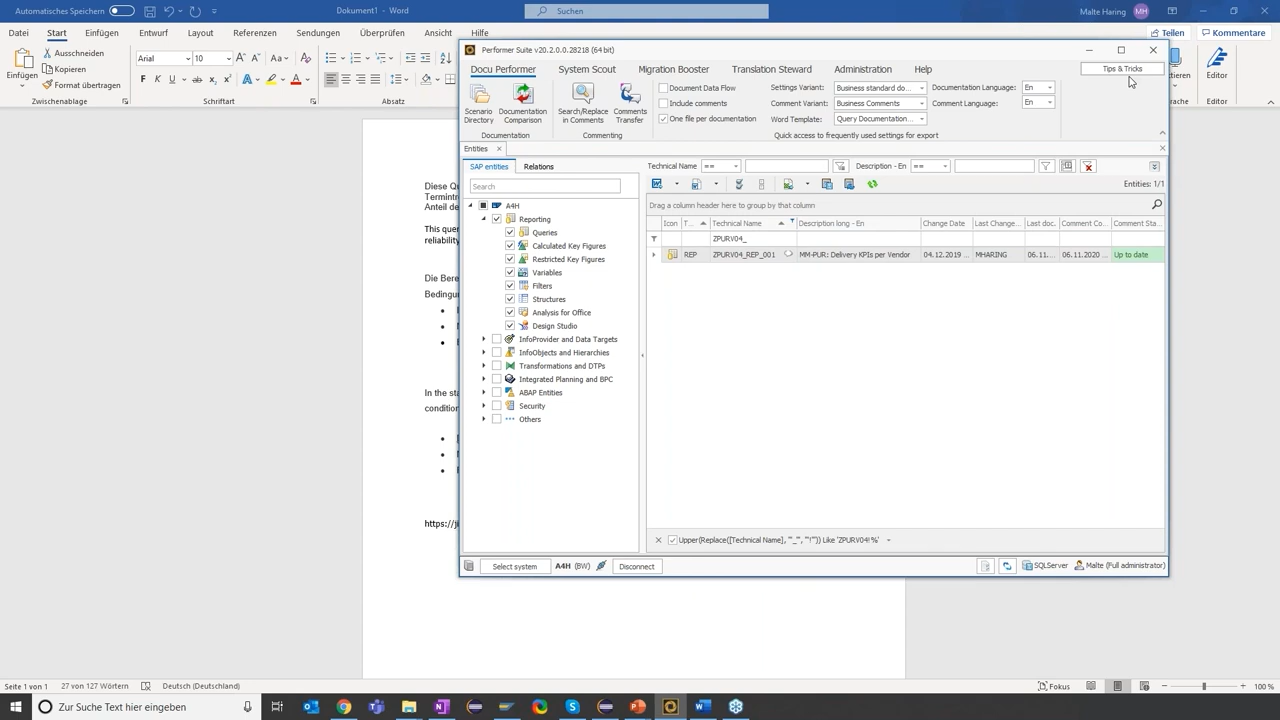 Automatisches Speichern
Dokument1 - Word
Suchen
Malte Haring MH
Datei Start Einfügen Entwurf Layout Referenzen Sendungen Überprüfen Ansicht
Teilen Kommentare
Einfügen
Ausschneiden
Kopieren
Format übertragen
Zwischenablage
Arial 10
Editor
Editor
Performer Suite v20.2.0.0.28218 (64 bit)
Docu Performer System Scout Migration Booster Translation Steward Administration Help
Tips & Tricks
Scenario Directory
Documentation Comparison
Documentation
Search/Replace in Comments
Comments Transfer
Commenting
Document Data Flow
Include comments
One file per documentation
Settings Variant: Business standard do...
Comment Variant: Business Comments
Word Template: Query Documentation...
Documentation Language: En
Comment Language: En
Quick access to frequently used settings for export
Entities
SAP entities Relations
Search
Technical Name == Description - En ==
Entities: 1/1
Drag a column header here to group by that column
Icon T... Technical Name Description long - En Change Date Last Change... Last doc. Comment Co... Comment Sta...
ZPURV04_
REP ZPURV04_REP_001 MM-PUR: Delivery KPIs per Vendor 04.12.2019 ... MHARING 06.11.... 06.11.2020 ... Up to date
A4H
Reporting
Queries
Calculated Key Figures
Restricted Key Figures
Variables
Filters
Structures
Analysis for Office
Design Studio
InfoProvider and Data Targets
InfoObjects and Hierarchies
Transformations and DTPs
Integrated Planning and BPC
ABAP Entities
Security
Others
Upper(Replace([Technical Name], '"_"', '"!"')) Like 'ZPURV04!%'
Select system A4H (BW) Disconnect
SQLServer Malte (Full administrator)
Diese Qu
Termintre
Anteil de
This quer
reliability
Die Bere
Bedingu
In the sta
condition
https://ji
Seite 1 von 1 27 von 127 Wörtern Deutsch (Deutschland)
Fokus
100 %
Zur Suche Text hier eingeben